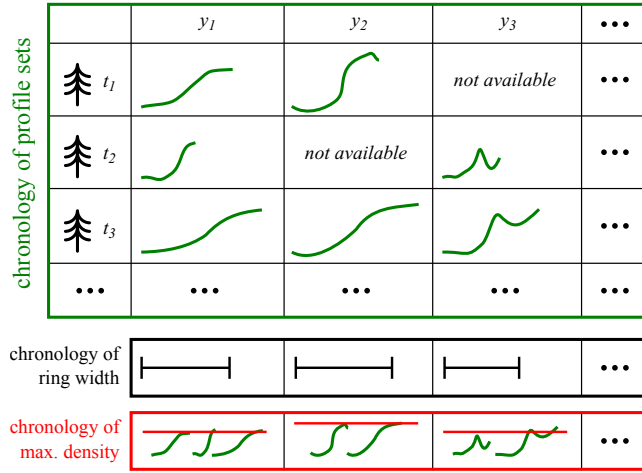 chronology of profile sets
y1 y2 y3 •••
t1 not available •••
t2 not available •••
t3 •••
••• ••• ••• ••• •••
chronology of
ring width •••
chronology of
max. density •••